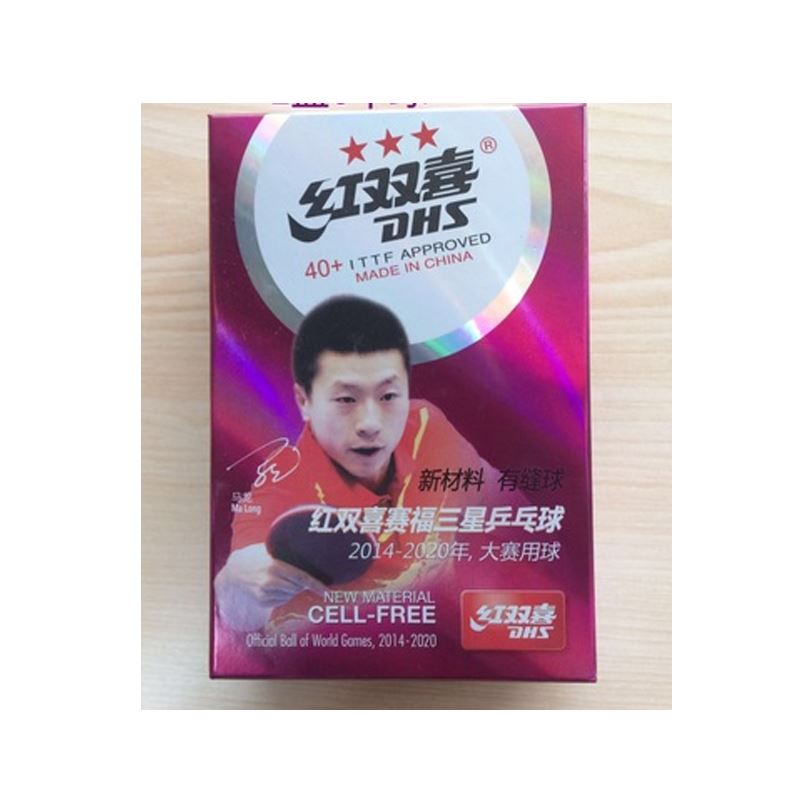 红双喜®
DHS
40+ ITTF APPROVED
MADE IN CHINA
新材料 有缝球
马龙
Ma Long
红双喜赛福三星乒乓球
2014-2020年, 大赛用球
NEW MATERIAL
CELL-FREE
Official Ball of World Games, 2014-2020
红双喜
DHS